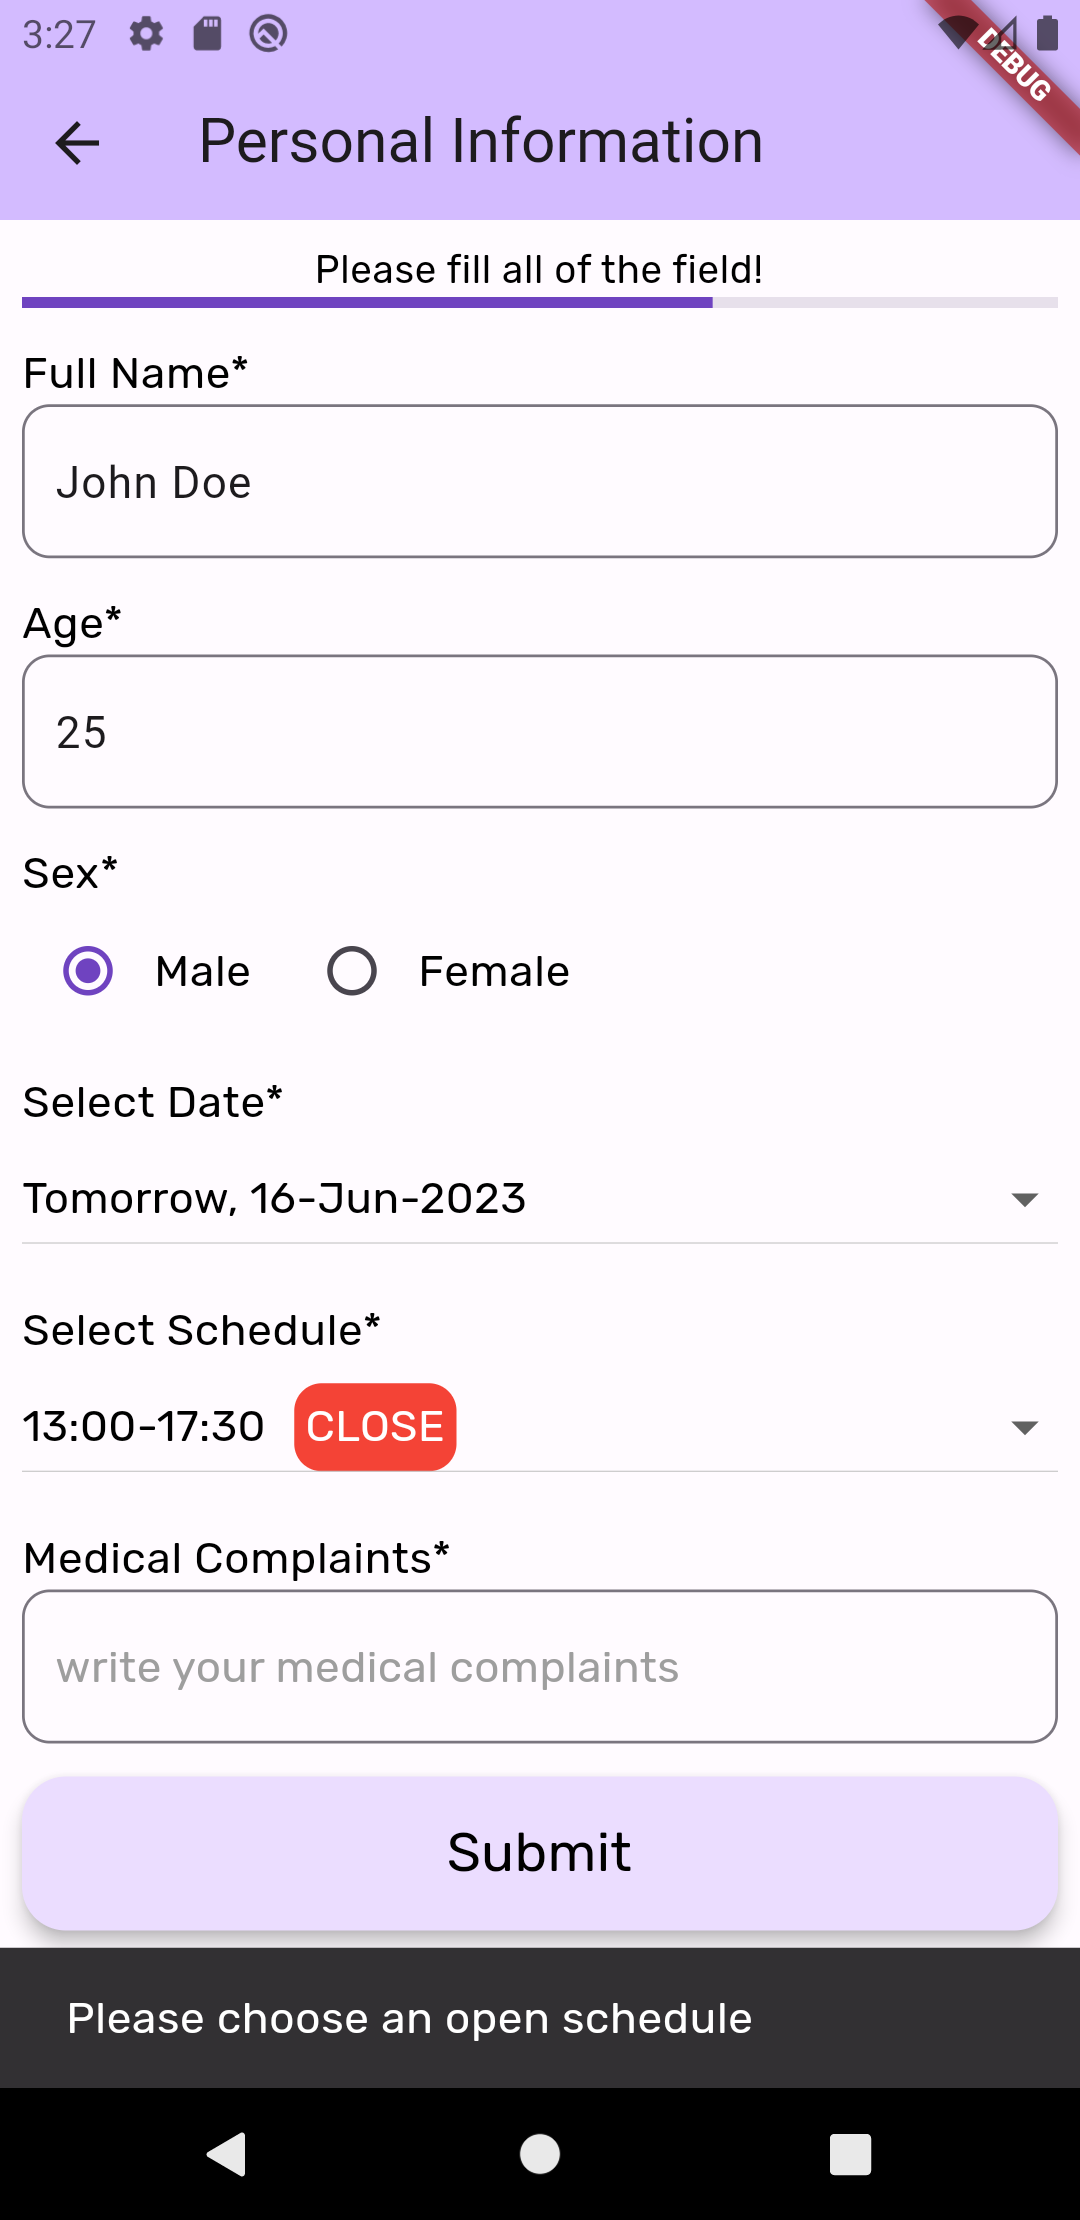 3:27
DEBUG
Personal Information
Please fill all of the field!
Full Name*
John Doe
Age*
25
Sex*
Male Female
Select Date*
Tomorrow, 16-Jun-2023
Select Schedule*
13:00-17:30 CLOSE
Medical Complaints*
write your medical complaints
Submit
Please choose an open schedule